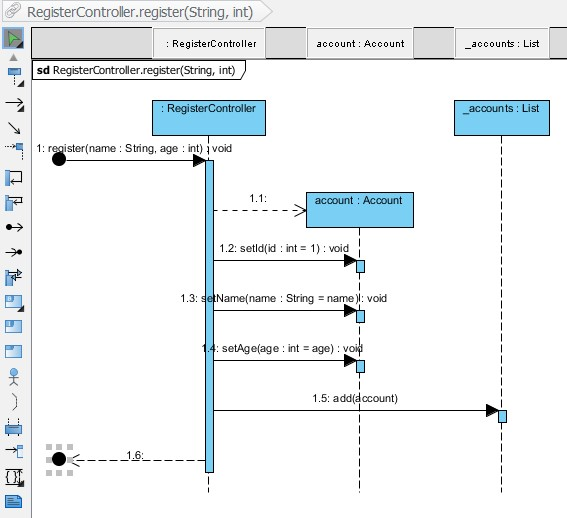 RegisterController.register(String, int)
: RegisterController
account : Account
_accounts : List
sd RegisterController.register(String, int)
: RegisterController
_accounts : List
1: register(name : String, age : int) : void
1.1:
account : Account
1.2: setId(id : int = 1) : void
1.3: setName(name : String = name) : void
1.4: setAge(age : int = age) : void
1.5: add(account)
1.6: